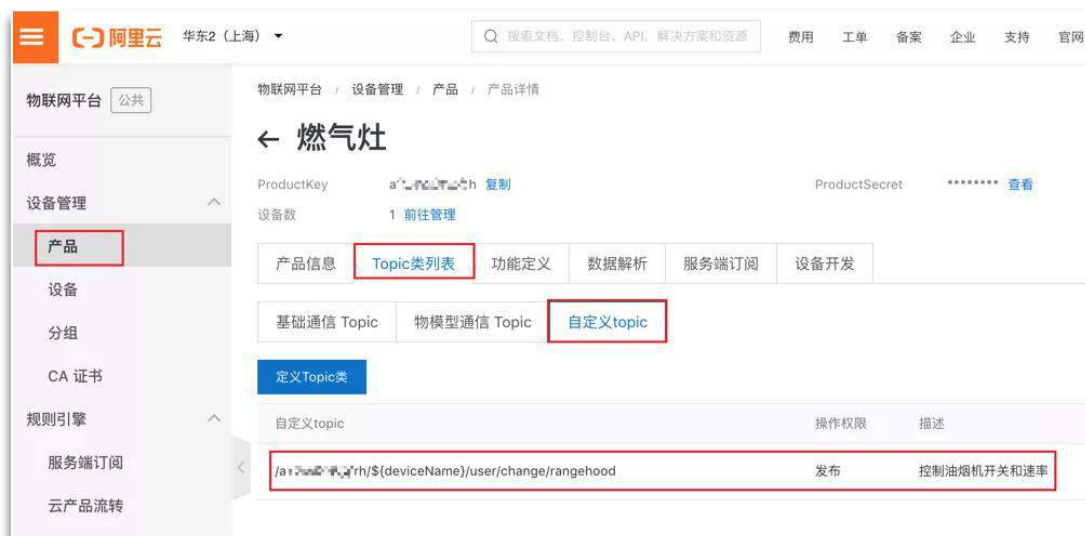 阿里云 华东2（上海） 搜索文档、控制台、API、解决方案和资源 费用 工单 备案 企业 支持 官网
物联网平台 公共
概览
设备管理
产品
设备
分组
CA 证书
规则引擎
服务端订阅
云产品流转
物联网平台 / 设备管理 / 产品 / 产品详情
← 燃气灶
ProductKey 复制 ProductSecret ******** 查看
设备数 1 前往管理
产品信息 Topic类列表 功能定义 数据解析 服务端订阅 设备开发
基础通信 Topic 物模型通信 Topic 自定义topic
定义Topic类
自定义topic 操作权限 描述
rh/${deviceName}/user/change/rangehood 发布 控制油烟机开关和速率